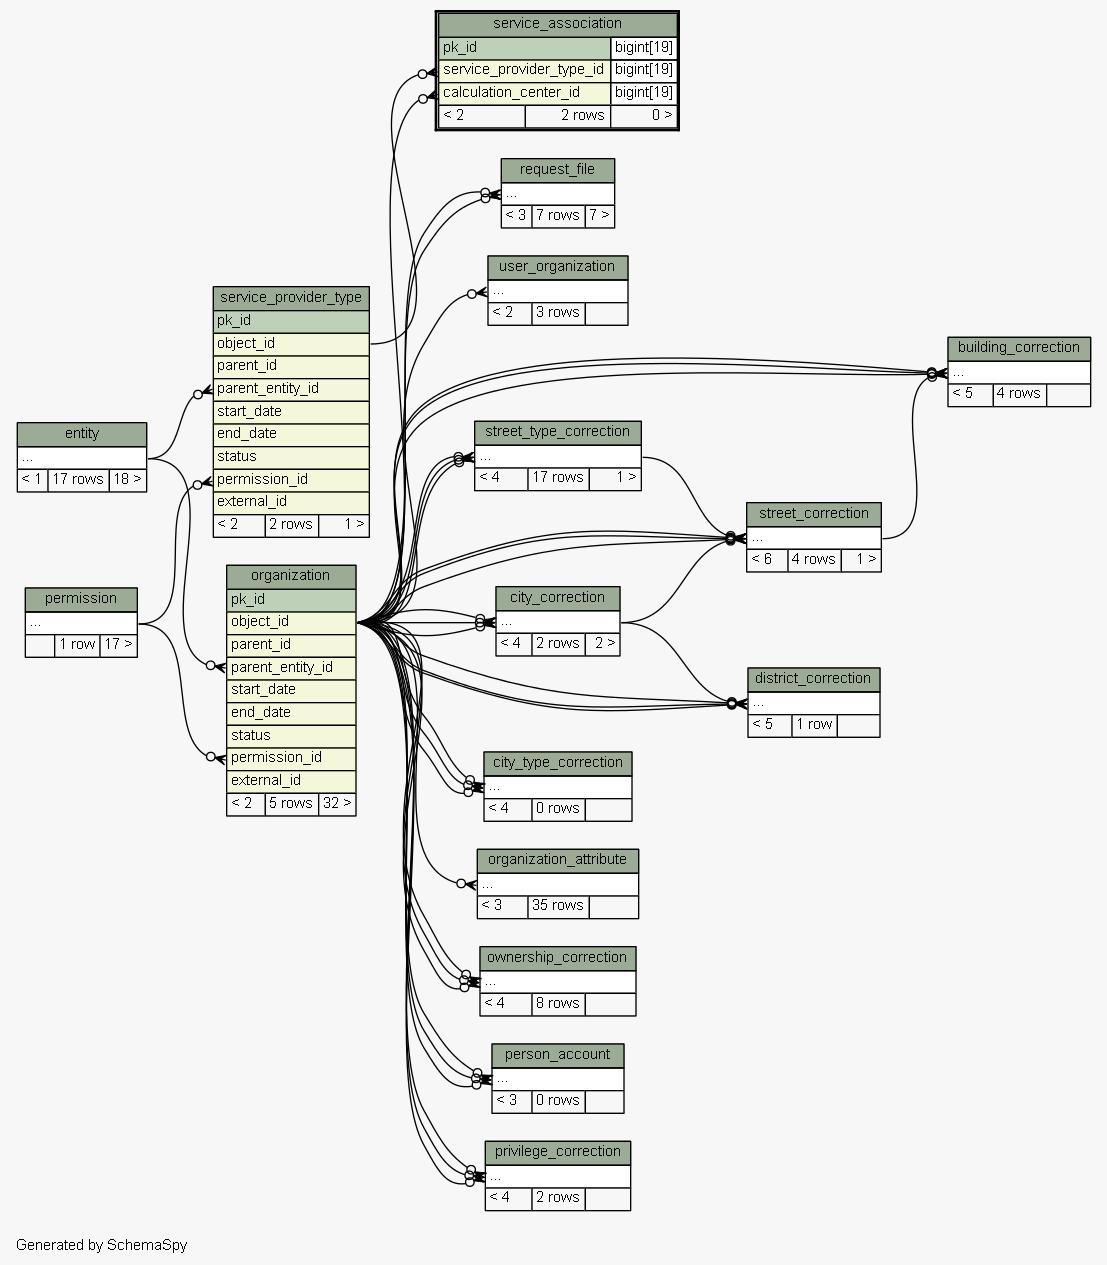 service_association
pk_id bigint[19]
service_provider_type_id bigint[19]
calculation_center_id bigint[19]
< 2 2 rows 0 >
request_file
...
< 3 7 rows 7 >
user_organization
...
< 2 3 rows
service_provider_type
pk_id
object_id
parent_id
parent_entity_id
start_date
end_date
status
permission_id
external_id
< 2 2 rows 1 >
building_correction
...
< 5 4 rows
entity
...
< 1 17 rows 18 >
street_type_correction
...
< 4 17 rows 1 >
street_correction
...
< 6 4 rows 1 >
organization
pk_id
object_id
parent_id
parent_entity_id
start_date
end_date
status
permission_id
external_id
< 2 5 rows 32 >
permission
...
1 row 17 >
city_correction
...
< 4 2 rows 2 >
district_correction
...
< 5 1 row
city_type_correction
...
< 4 0 rows
organization_attribute
...
< 3 35 rows
ownership_correction
...
< 4 8 rows
person_account
...
< 3 0 rows
privilege_correction
...
< 4 2 rows
Generated by SchemaSpy